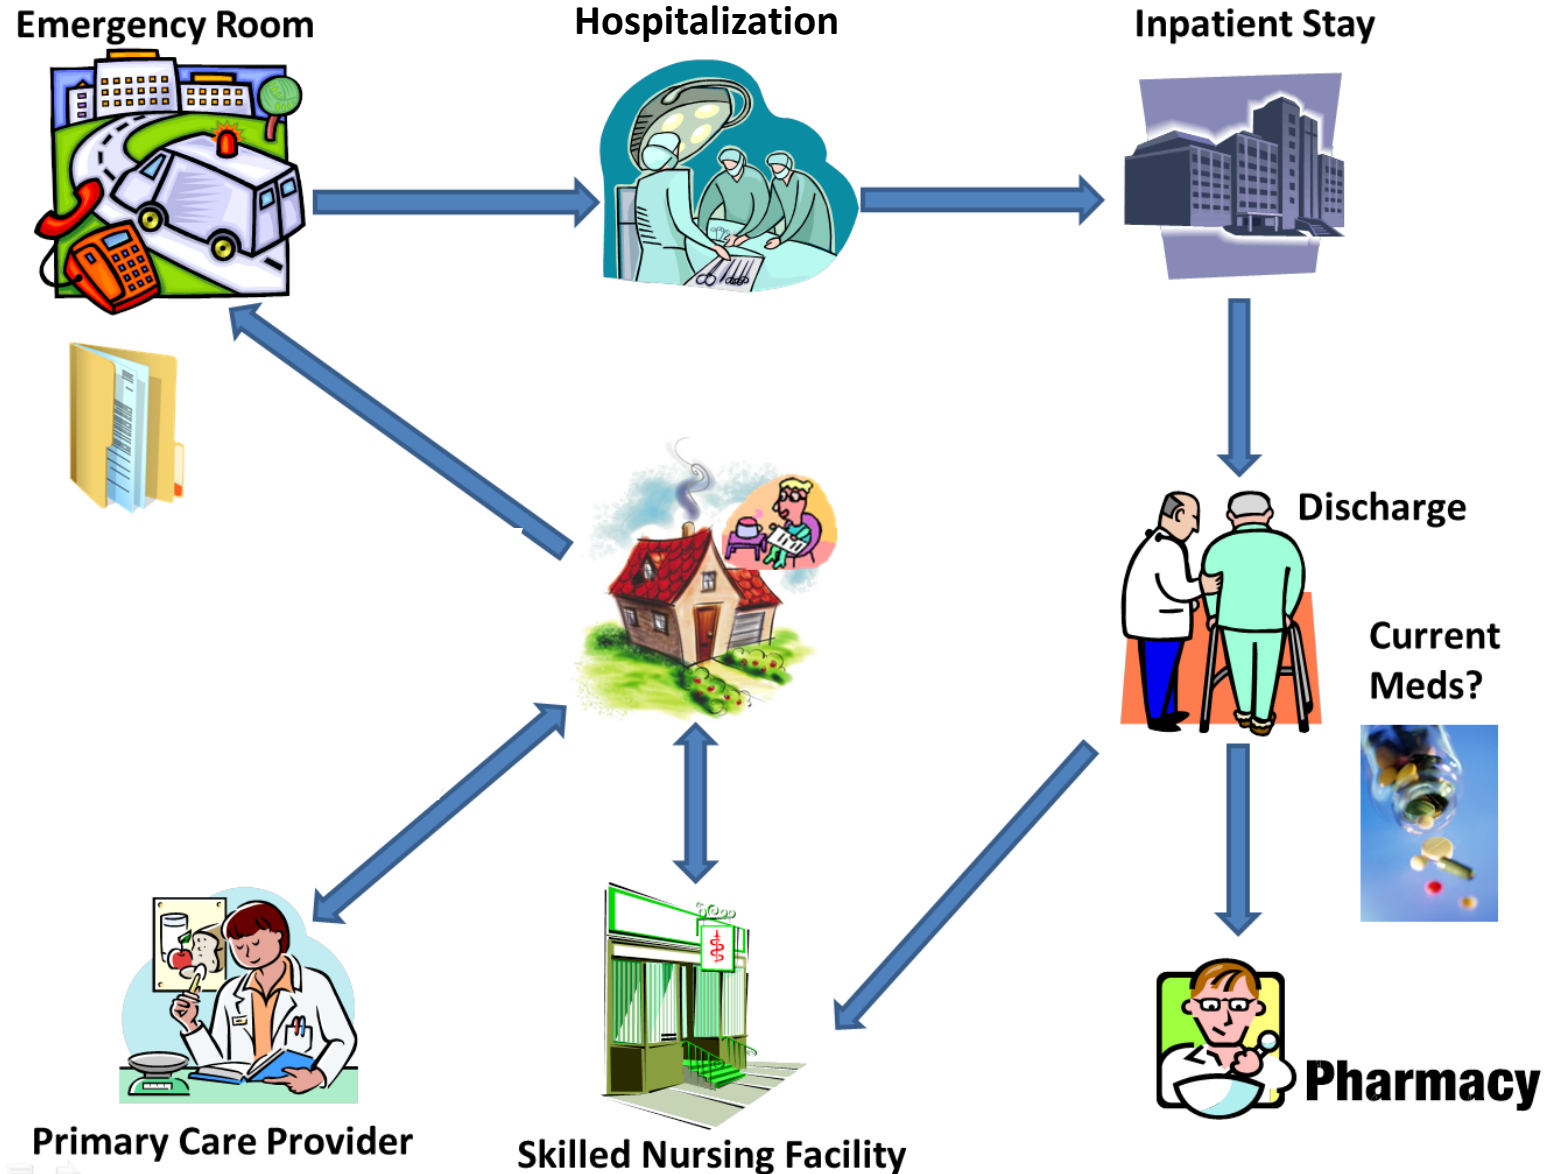 Emergency Room
Hospitalization
Inpatient Stay
Discharge
Current
Meds?
Pharmacy
Primary Care Provider
Skilled Nursing Facility